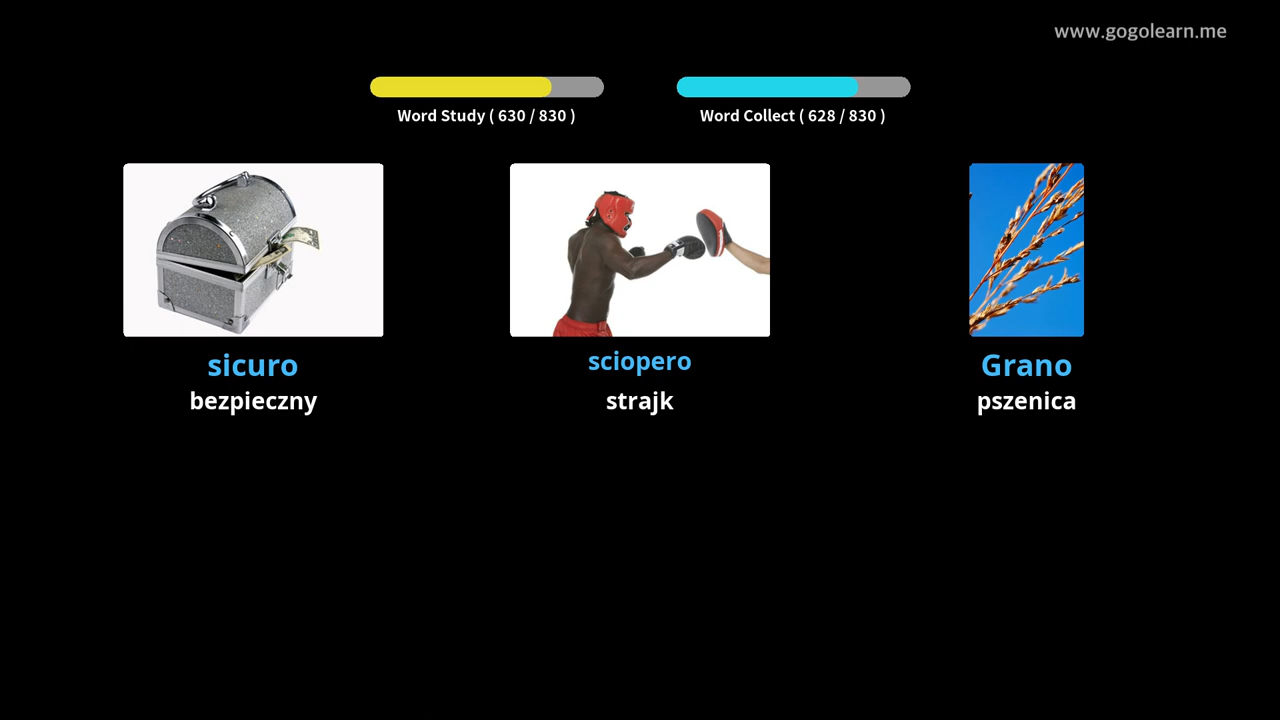 www.gogolearn.me
Word Study ( 630 / 830 )
Word Collect ( 628 / 830 )
sicuro
bezpieczny
sciopero
strajk
Grano
pszenica